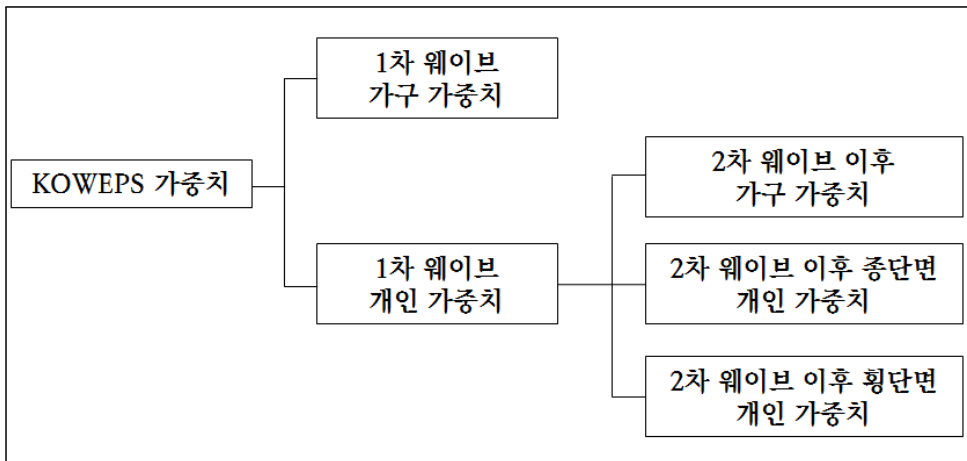 1차 웨이브
가구 가중치
KOWEPS 가중치
2차 웨이브 이후
가구 가중치
1차 웨이브
개인 가중치
2차 웨이브 이후 종단면
개인 가중치
2차 웨이브 이후 횡단면
개인 가중치